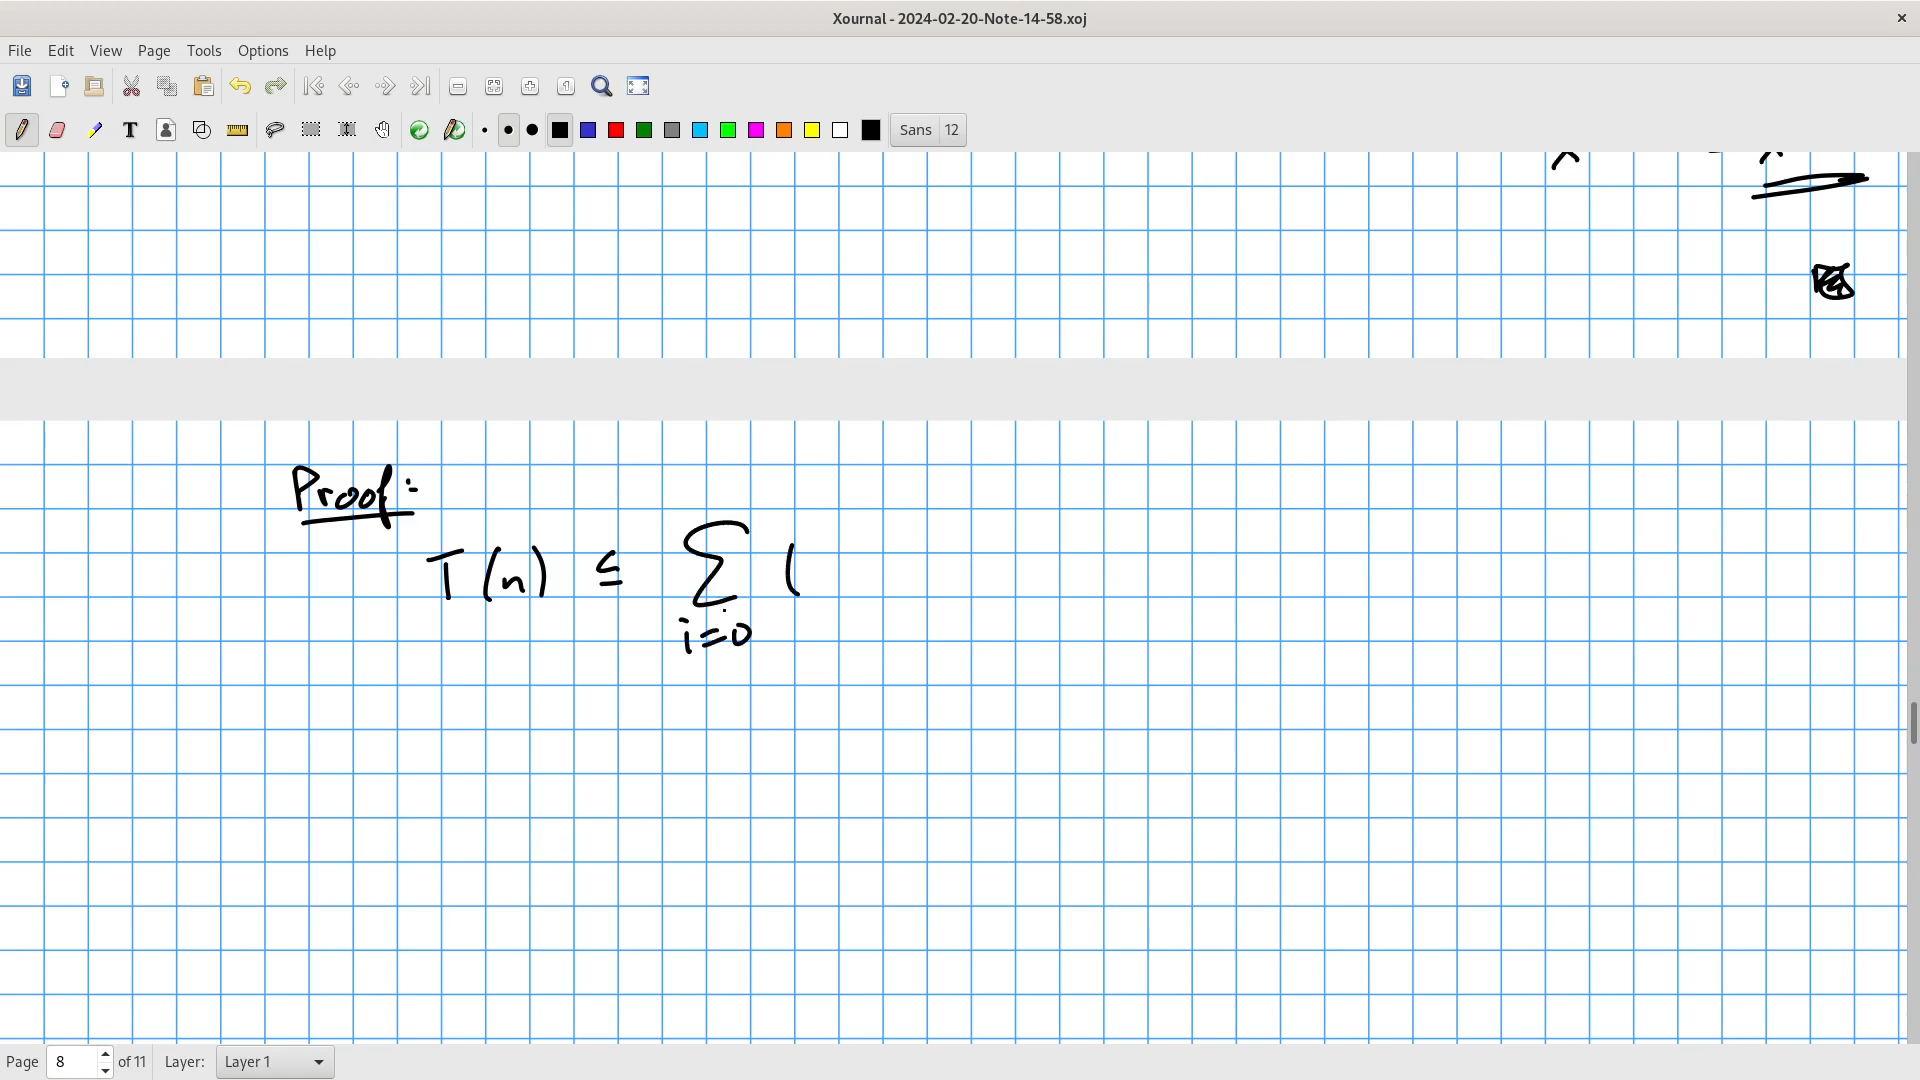 Xournal - 2024-02-20-Note-14-58.xoj
File Edit View Page Tools Options Help
T Sans 12
x - x
Proof:
T(n) ≤ ∑ (
i=0
Page 8 of 11 Layer: Layer 1